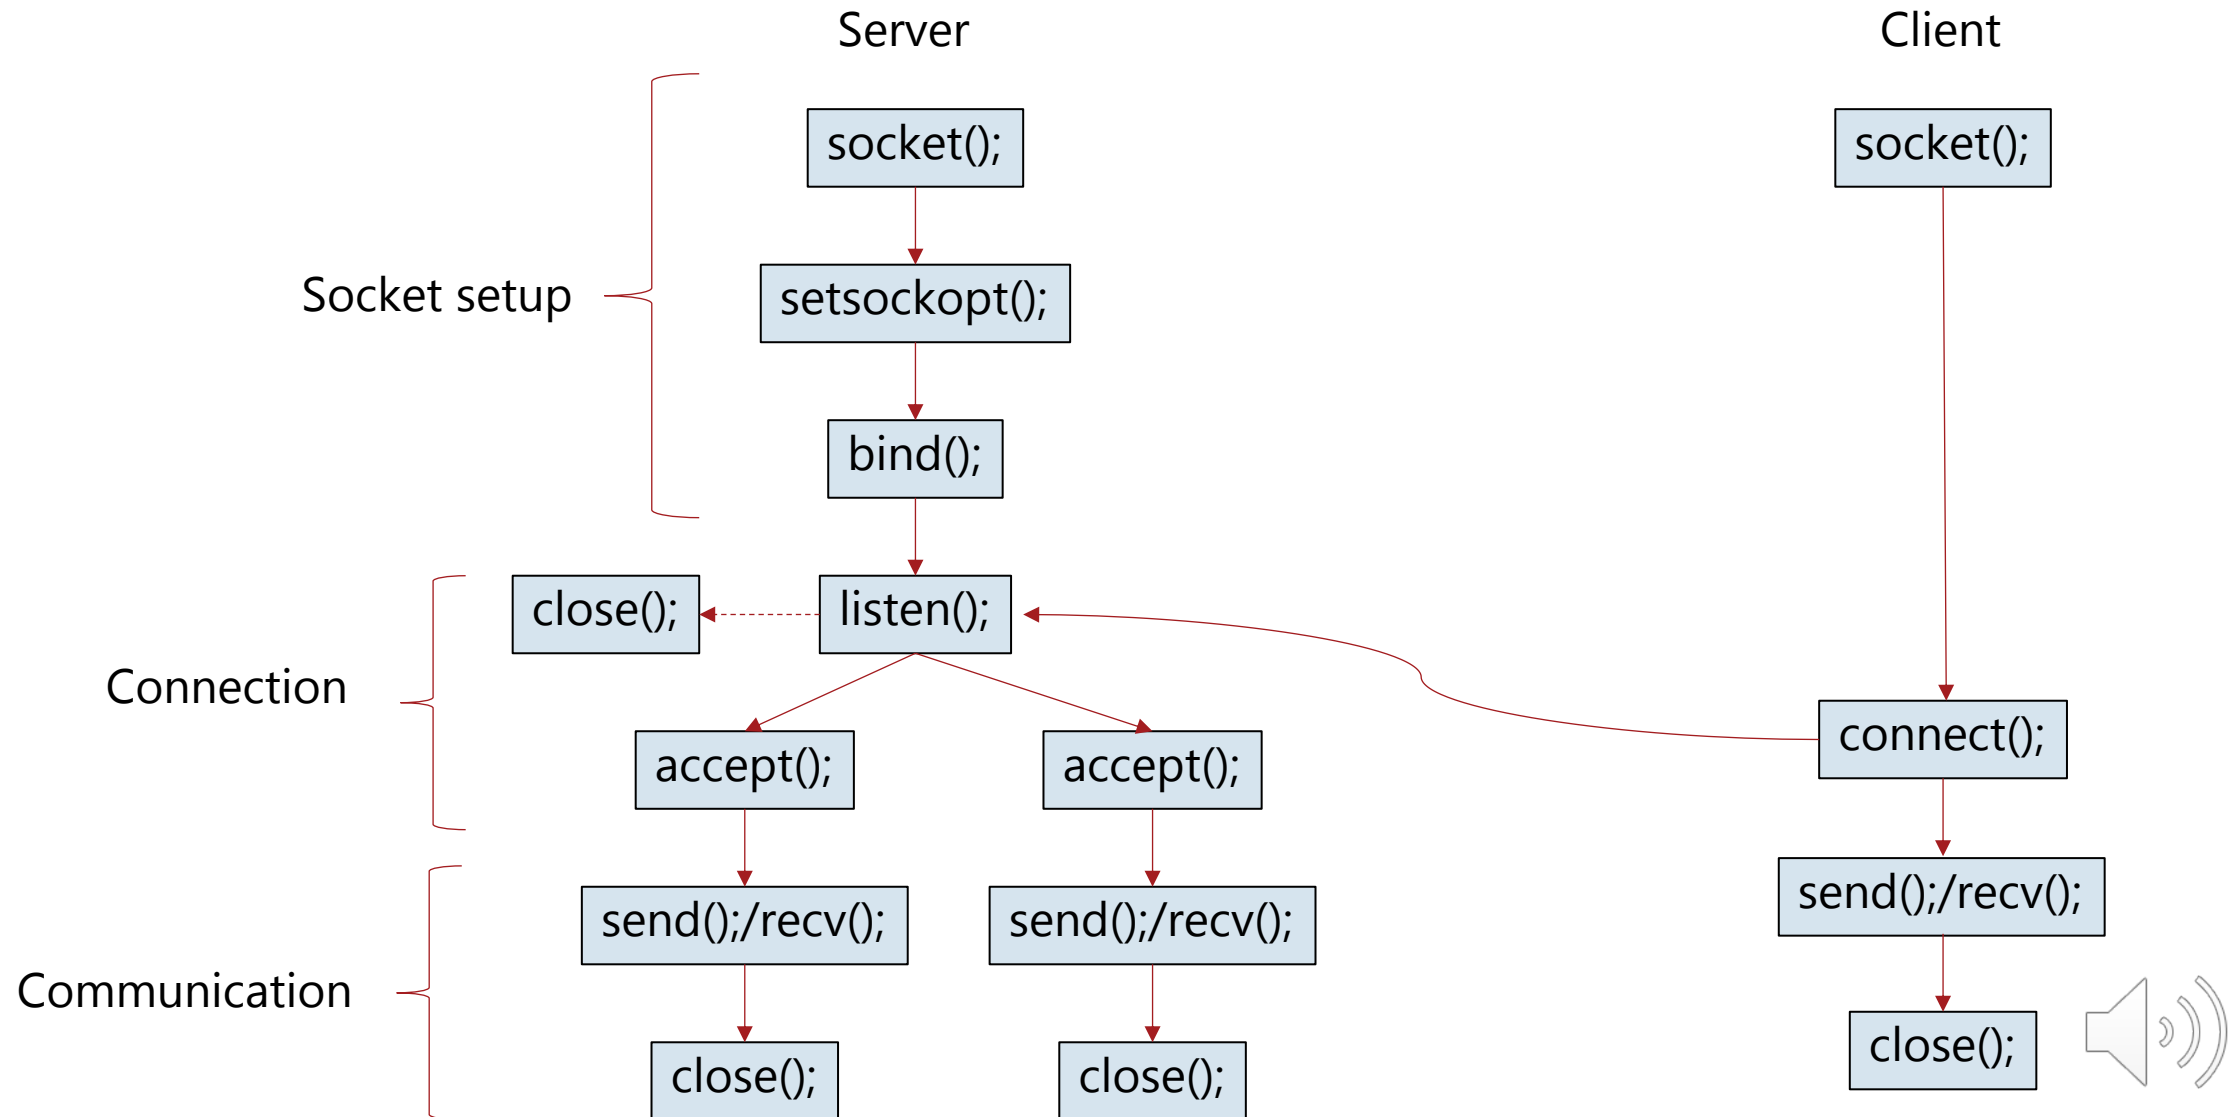 Server
Client
socket();
socket();
Socket setup
setsockopt();
bind();
close();
listen();
Connection
accept();
accept();
connect();
send();/recv();
send();/recv();
send();/recv();
Communication
close();
close();
close();